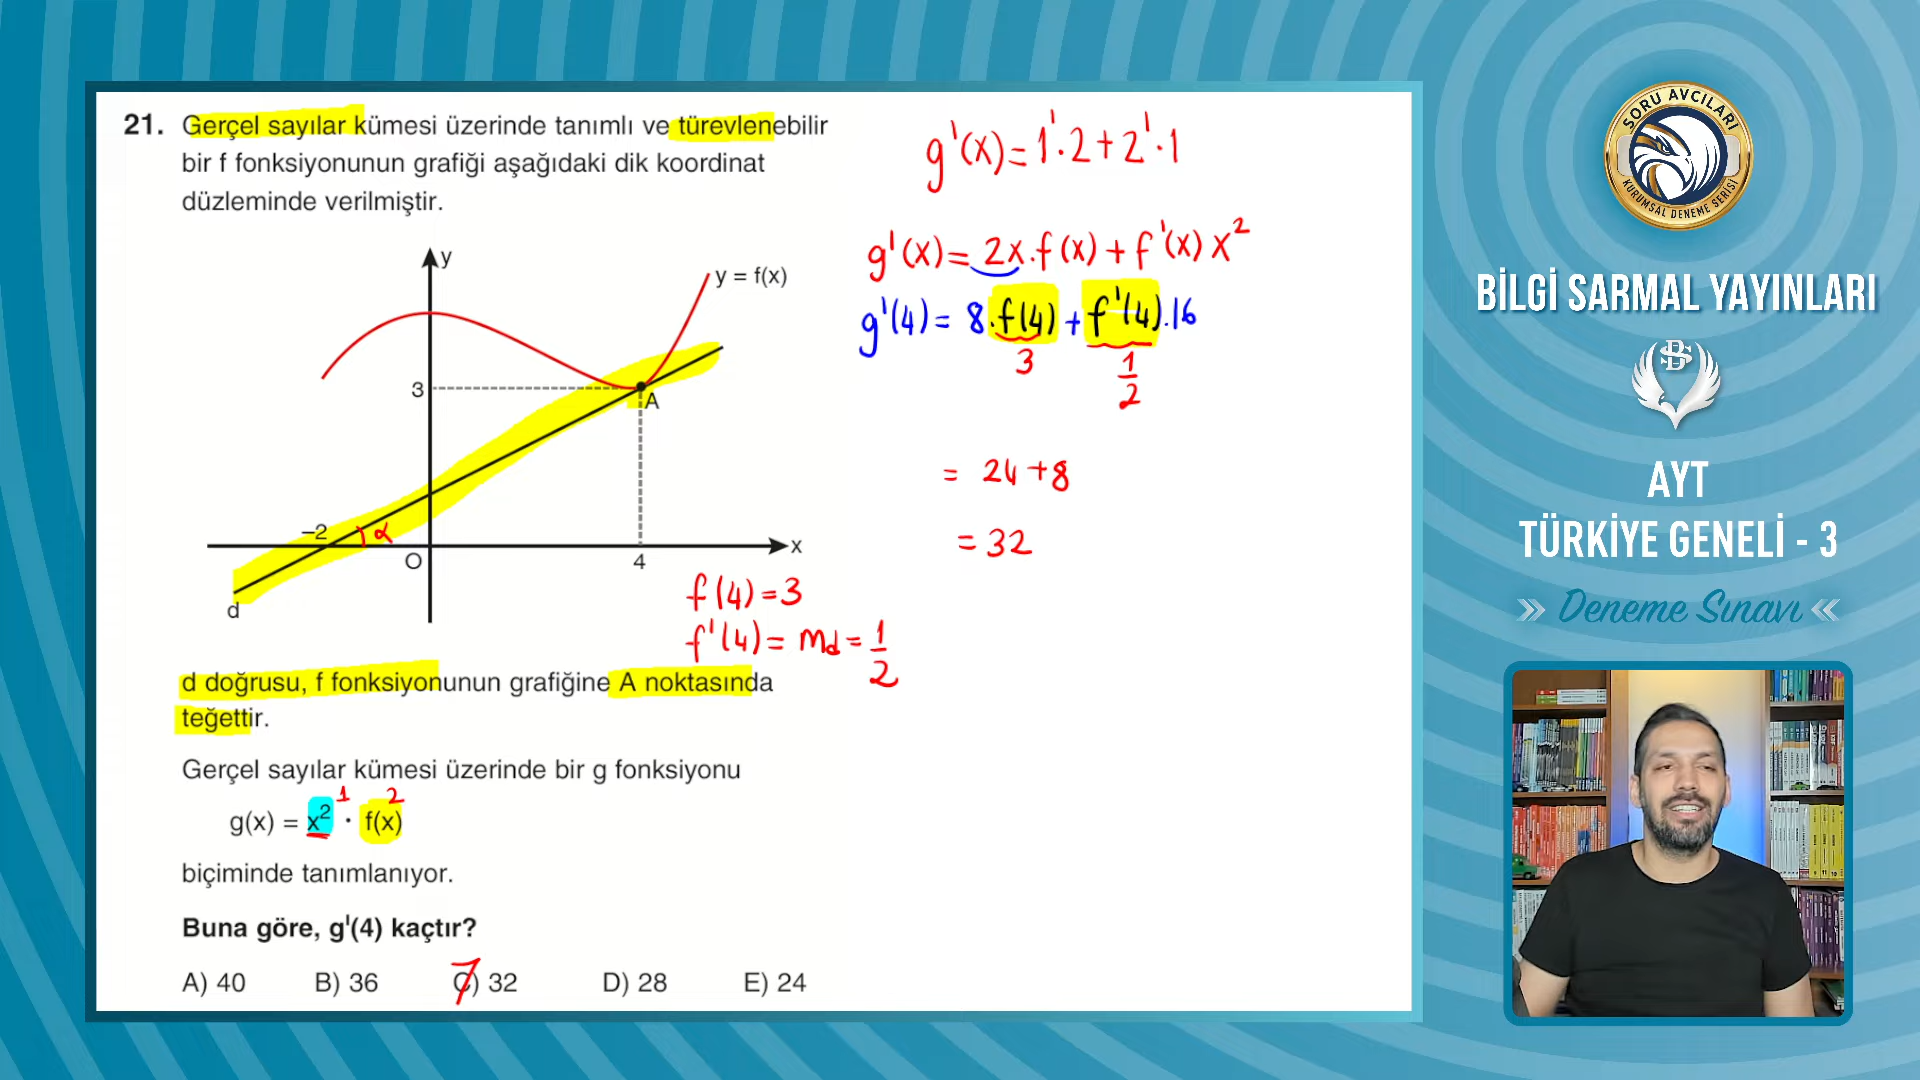 21. Gerçel sayılar kümesi üzerinde tanımlı ve türevlenebilir
bir f fonksiyonunun grafiği aşağıdaki dik koordinat
düzleminde verilmiştir.
y
y = f(x)
3
A
-2
α
O
4
x
d
f(4)=3
f'(4)= md = 1/2
d doğrusu, f fonksiyonunun grafiğine A noktasında
teğettir.
Gerçel sayılar kümesi üzerinde bir g fonksiyonu
1 2
g(x) = x² · f(x)
biçiminde tanımlanıyor.
Buna göre, g'(4) kaçtır?
A) 40 B) 36 C) 32 D) 28 E) 24
g'(x)= 1'·2+2'·1
g'(x)= 2x.f(x)+f'(x) x²
g'(4)= 8.f(4)+f'(4).16
3 1/2
= 24+8
= 32
SORU AVCILARI
KURUMSAL DENEME SERİSİ
BİLGİ SARMAL YAYINLARI
BS
AYT
TÜRKİYE GENELİ - 3
Deneme Sınavı